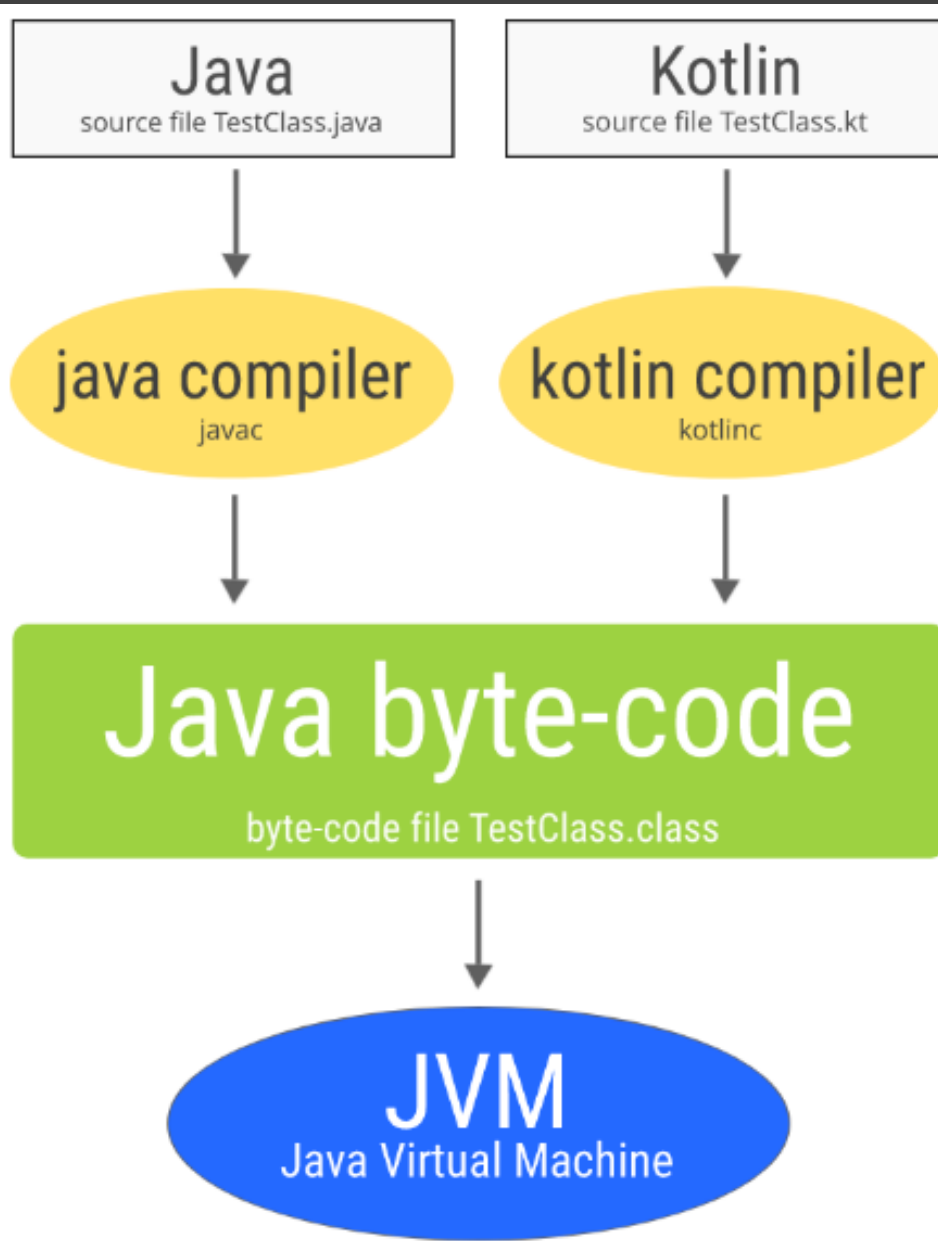 Java
source file TestClass.java
Kotlin
source file TestClass.kt
java compiler
javac
kotlin compiler
kotlinc
Java byte-code
byte-code file TestClass.class
JVM
Java Virtual Machine